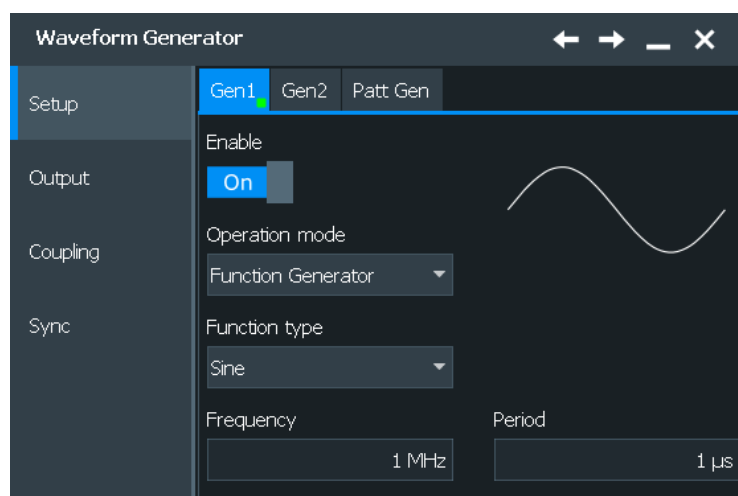 Waveform Generator
Setup
Output
Coupling
Sync
Gen1 Gen2 Patt Gen
Enable
On
Operation mode
Function Generator
Function type
Sine
Frequency Period
1 MHz 1 µs